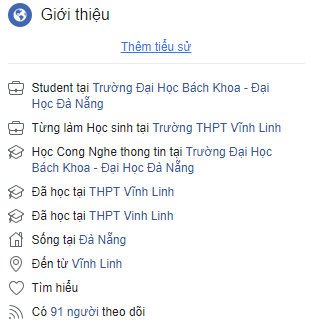 Giới thiệu
Thêm tiểu sử
Student tại Trường Đại Học Bách Khoa - Đại
Học Đà Nẵng
Từng làm Học sinh tại Trường THPT Vĩnh Linh
Học Cong Nghe thong tin tại Trường Đại Học
Bách Khoa - Đại Học Đà Nẵng
Đã học tại THPT Vĩnh Linh
Đã học tại THPT Vinh Linh
Sống tại Đà Nẵng
Đến từ Vĩnh Linh
Tìm hiểu
Có 91 người theo dõi